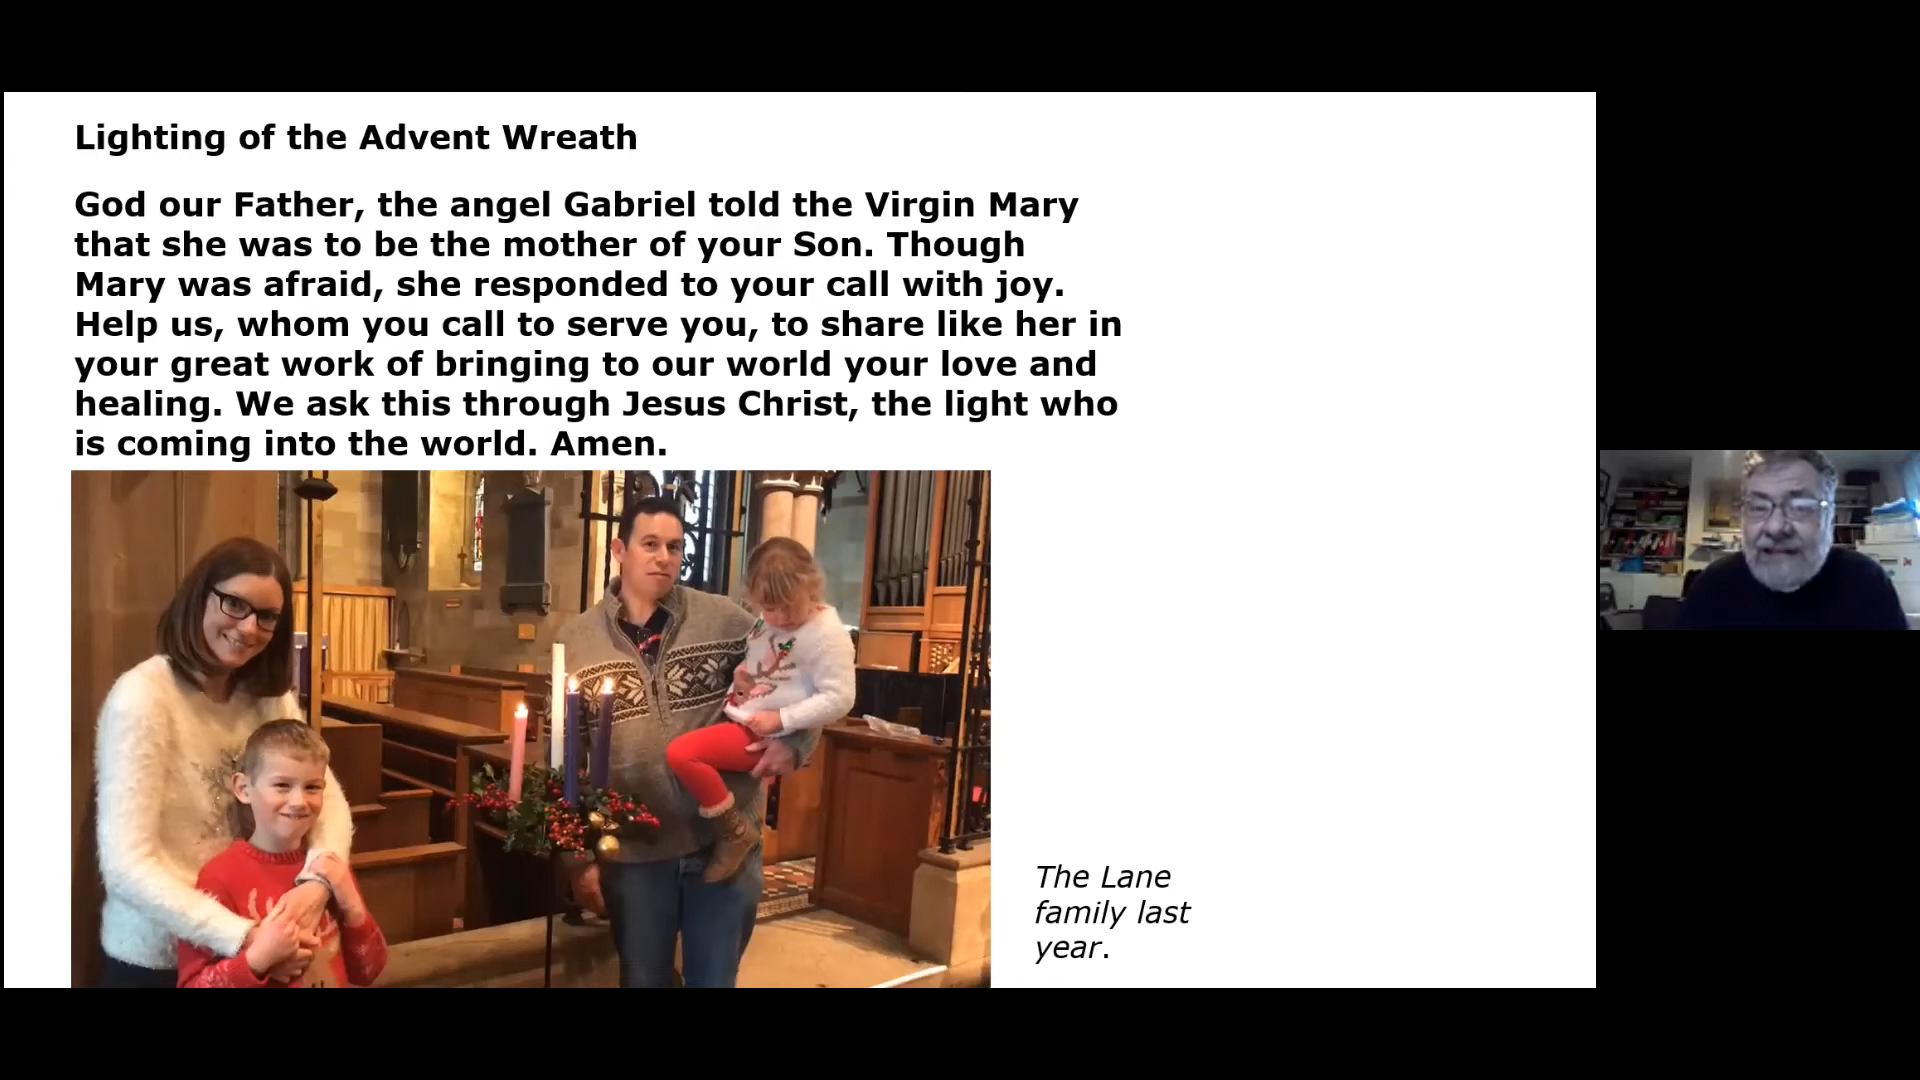 Lighting of the Advent Wreath
God our Father, the angel Gabriel told the Virgin Mary
that she was to be the mother of your Son. Though
Mary was afraid, she responded to your call with joy.
Help us, whom you call to serve you, to share like her in
your great work of bringing to our world your love and
healing. We ask this through Jesus Christ, the light who
is coming into the world. Amen.
The Lane
family last
year.